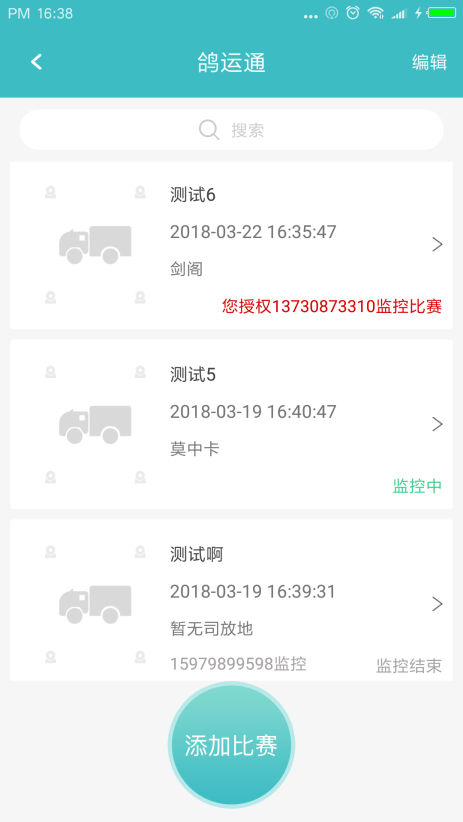 PM 16:38
鸽运通
编辑
搜索
测试6
2018-03-22 16:35:47
剑阁
您授权13730873310监控比赛
测试5
2018-03-19 16:40:47
莫中卡
监控中
测试啊
2018-03-19 16:39:31
暂无司放地
15979899598监控
监控结束
添加比赛